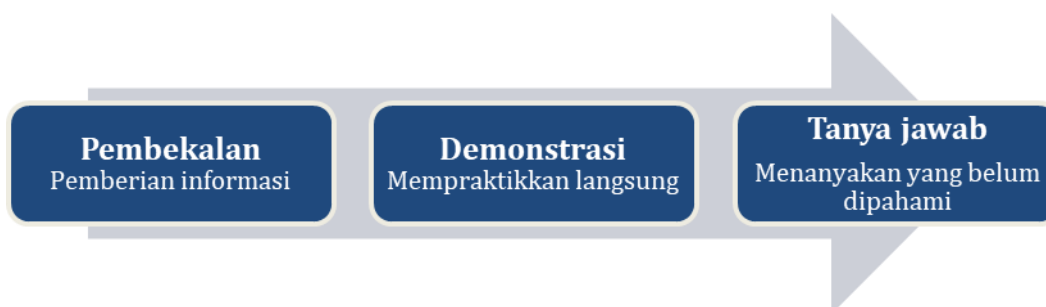 Pembekalan
Pemberian informasi
Demonstrasi
Mempraktikkan langsung
Tanya jawab
Menanyakan yang belum
dipahami